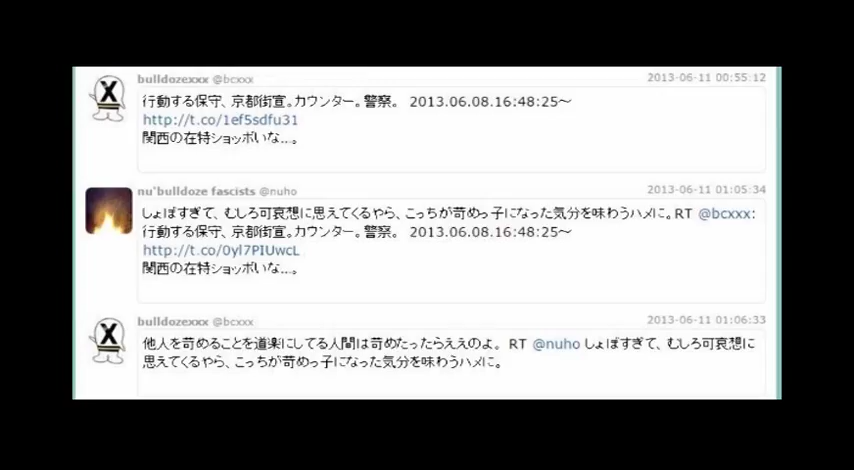 bulldozexxx @bcxxx 2013-06-11 00:55:12
行動する保守、京都街宣。カウンター。警察。 2013.06.08.16:48:25～
http://t.co/1ef5sdfu31
関西の在特ショッボいな...。
nu'bulldoze fascists @nuho 2013-06-11 01:05:34
しょぼすぎて、むしろ可哀想に思えてくるやら、こっちが苛めっ子になった気分を味わうハメに。RT @bcxxx:
行動する保守、京都街宣。カウンター。警察。 2013.06.08.16:48:25～
http://t.co/0yl7PIUwcL
関西の在特ショッボいな...。
bulldozexxx @bcxxx 2013-06-11 01:06:33
他人を苛めることを道楽にしてる人間は苛めたったらええのよ。 RT @nuho しょぼすぎて、むしろ可哀想に
思えてくるやら、こっちが苛めっ子になった気分を味わうハメに。
X
X